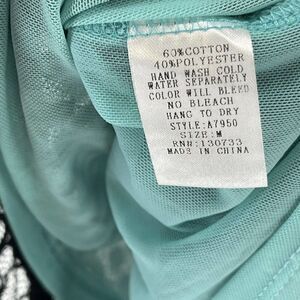 60%COTTON
40%POLYESTER
HAND WASH COLD
WATER SEPARATELY
COLOR WILL BLEED
NO BLEACH
HANG TO DRY
STYLE:A7950
SIZE:M
RN#:130733
MADE IN CHINA